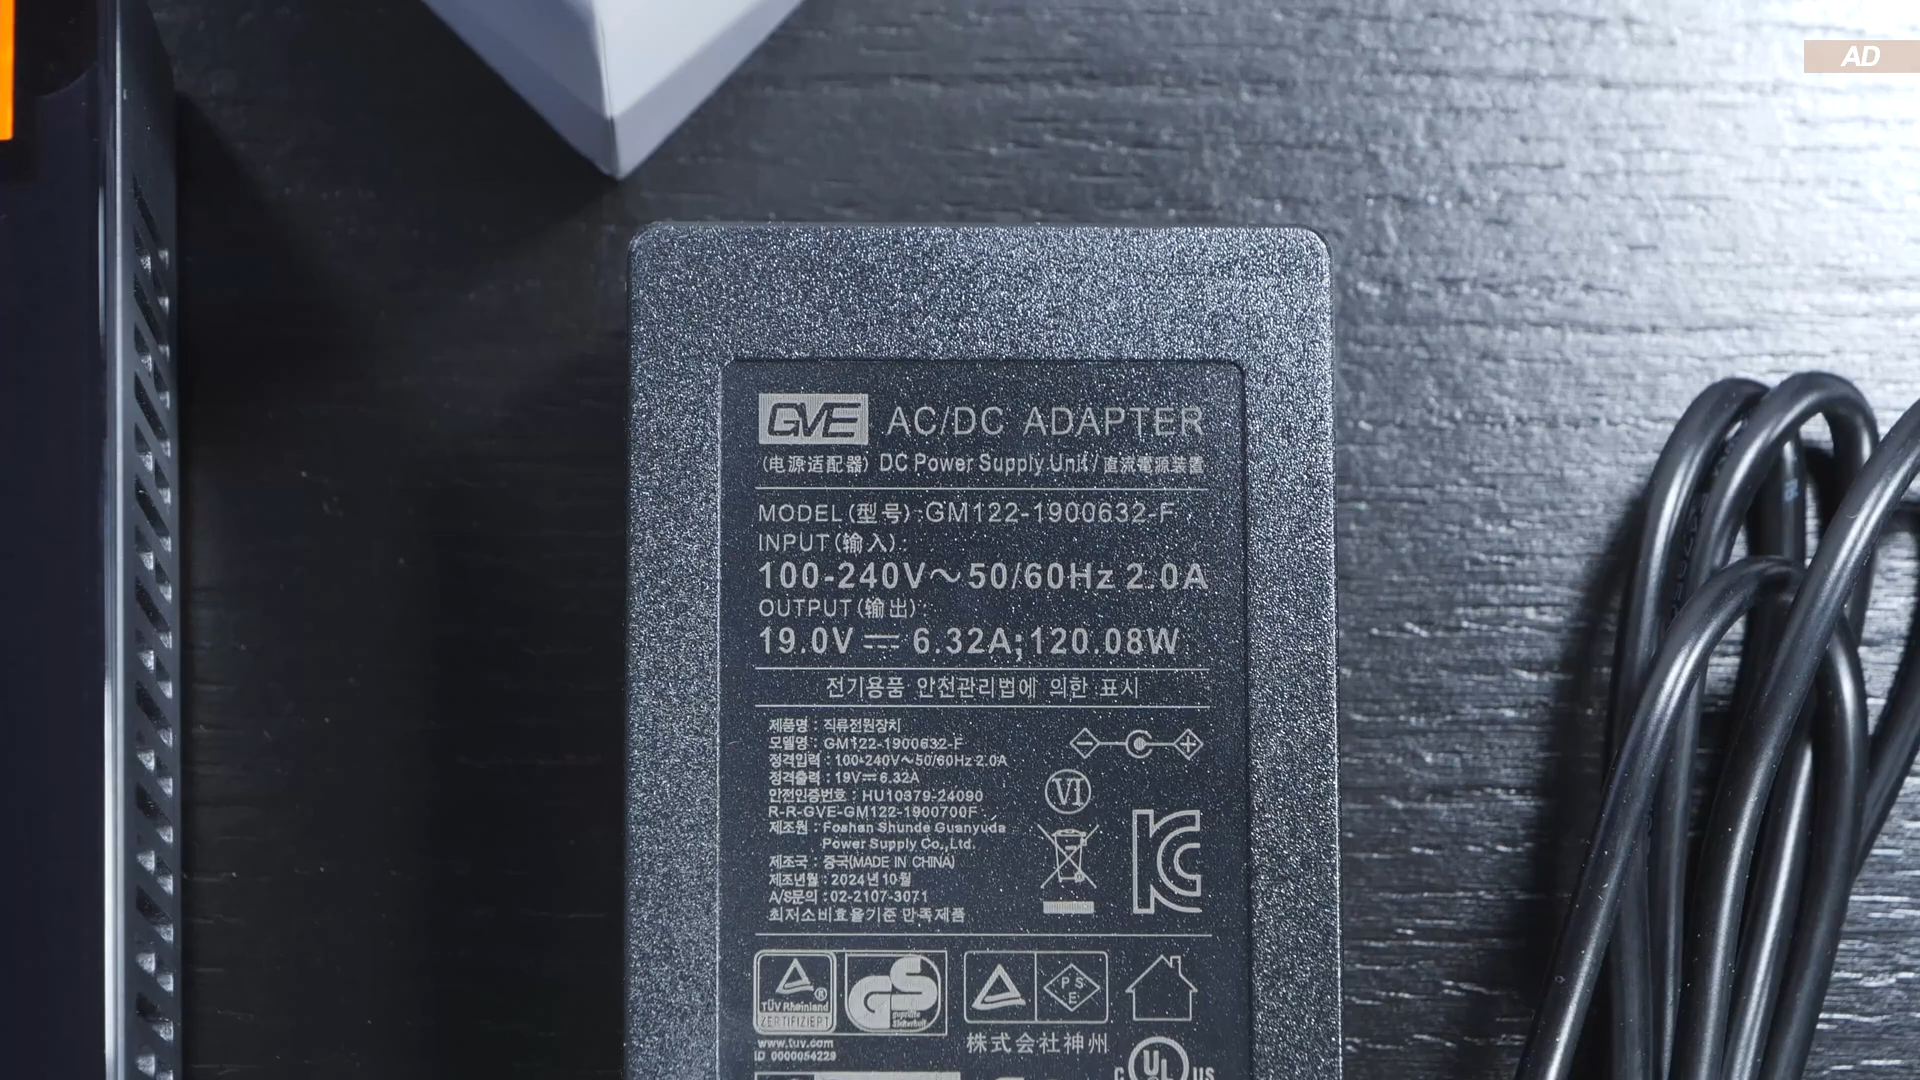 AD
GVE AC/DC ADAPTER
(电源适配器) DC Power Supply Unit / 直流電源装置
MODEL(型号):GM122-1900632-F
INPUT(输入):
100-240V～50/60Hz 2.0A
OUTPUT(输出):
19.0V⎓6.32A;120.08W
전기용품 안전관리법에 의한 표시
제품명 : 직류전원장치
모델명 : GM122-1900632-F
정격입력 : 100-240V～50/60Hz 2.0A
정격출력 : 19V⎓6.32A
안전인증번호 : HU10379-24090
R-R-GVE-GM122-1900700F
제조원 : Foshan Shunde Guanyuda
Power Supply Co.,Ltd.
제조국 : 중국(MADE IN CHINA)
제조년월 : 2024년 10월
A/S문의 : 02-2107-3071
최저소비효율기준 만족제품
VI
TÜV Rheinland
ZERTIFIZIERT
GS
geprüfte
Sicherheit
PSE
www.tuv.com
ID 0000054229
株式会社神州
C UL US